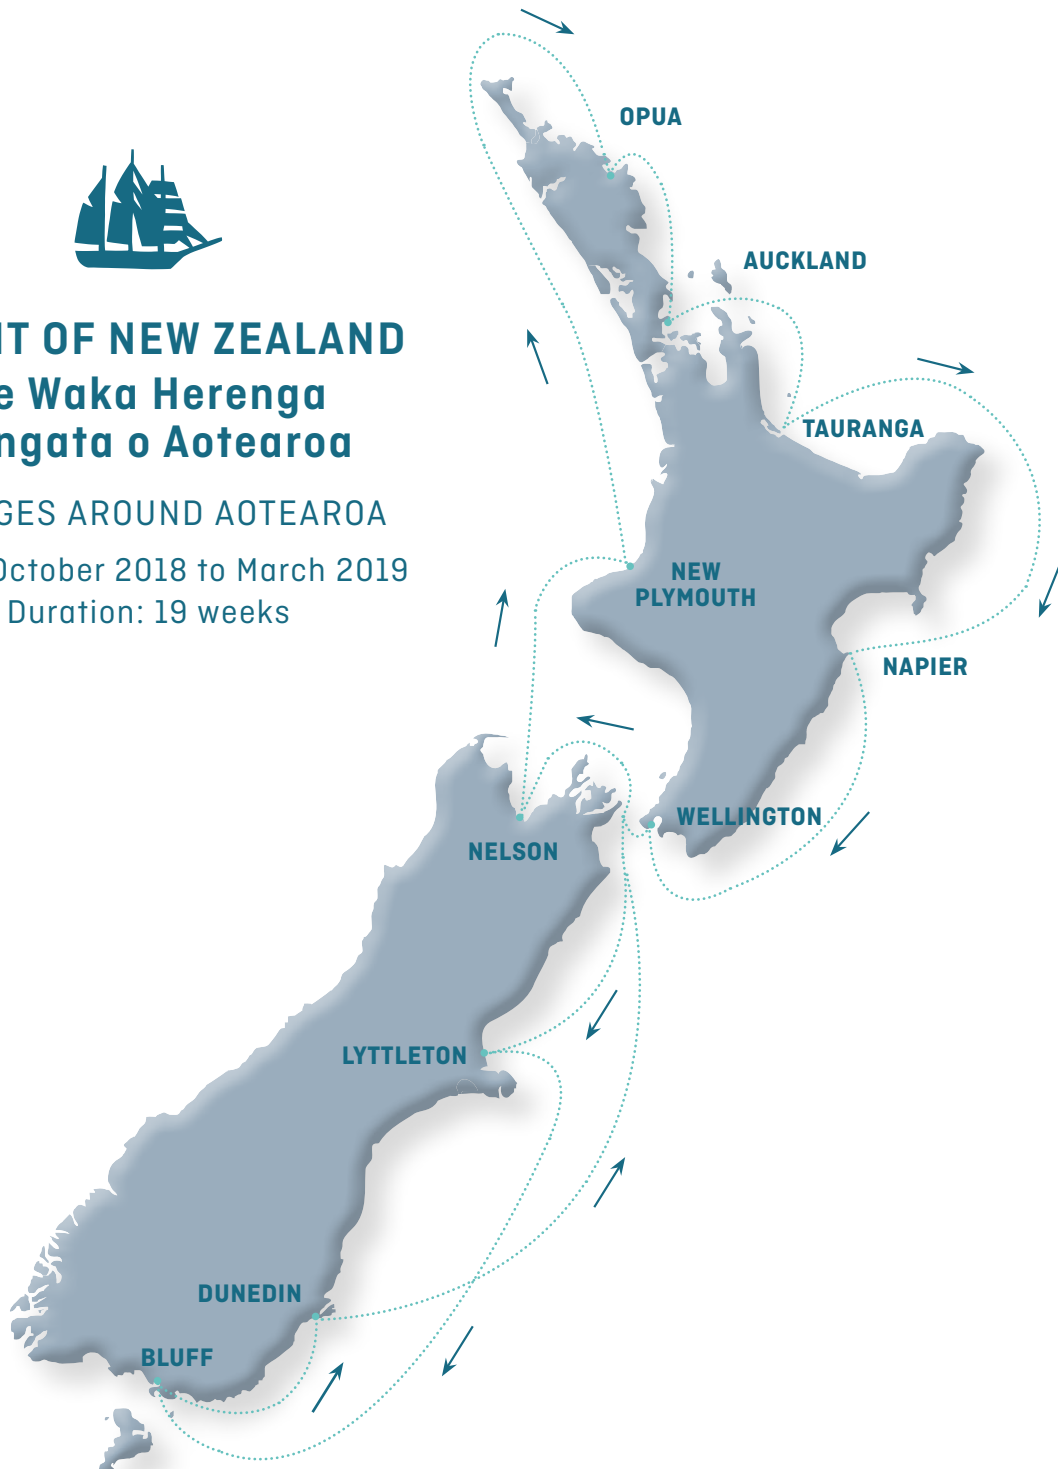 IT OF NEW ZEALAND
e Waka Herenga
ngata o Aotearoa
GES AROUND AOTEAROA
October 2018 to March 2019
Duration: 19 weeks
OPUA
AUCKLAND
TAURANGA
NEW
PLYMOUTH
NAPIER
WELLINGTON
NELSON
LYTTLETON
DUNEDIN
BLUFF